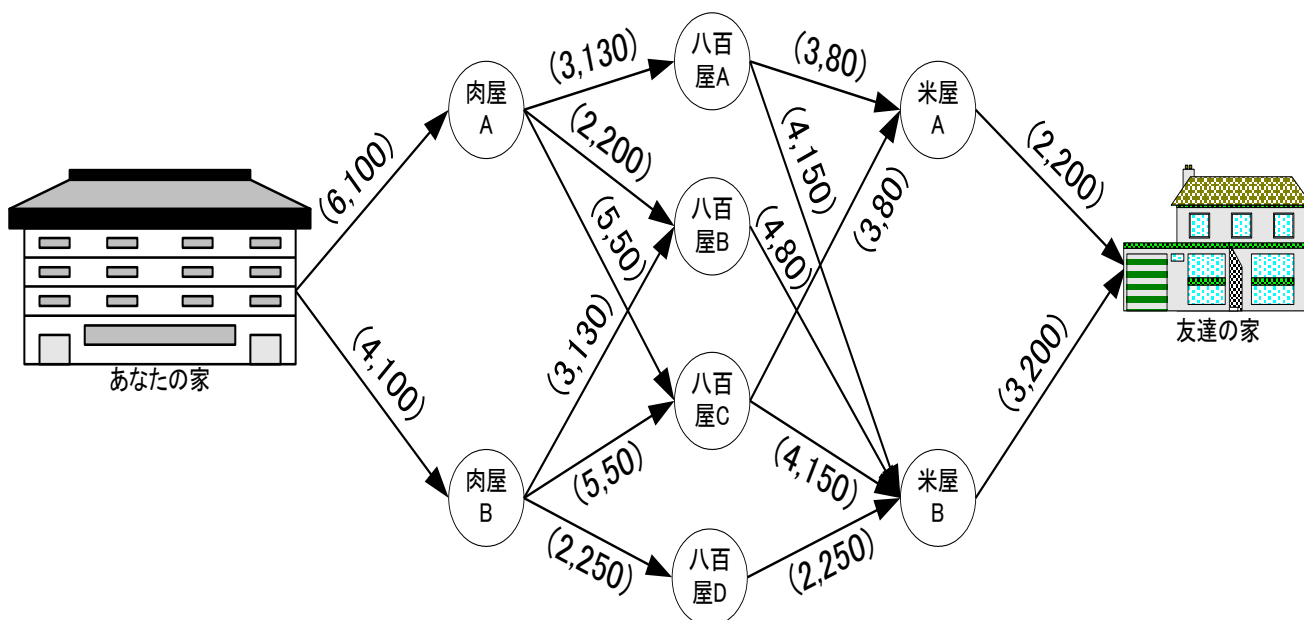 (3,130)
八百
屋A
(3,80)
肉屋
A
米屋
A
(2,200)
(4,150)
(2,200)
(6,100)
八百
屋B
(3,80)
(5,50)
(4,80)
友達の家
あなたの家
(4,100)
(3,130)
八百
屋C
(3,200)
(5,50)
(4,150)
肉屋
B
米屋
B
(2,250)
八百
屋D
(2,250)